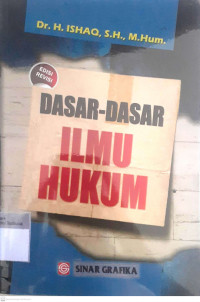 Dr. H. ISHAQ, S.H., M.Hum.
EDISI
REVISI
DASAR-DASAR
ILMU
HUKUM
SINAR GRAFIKA